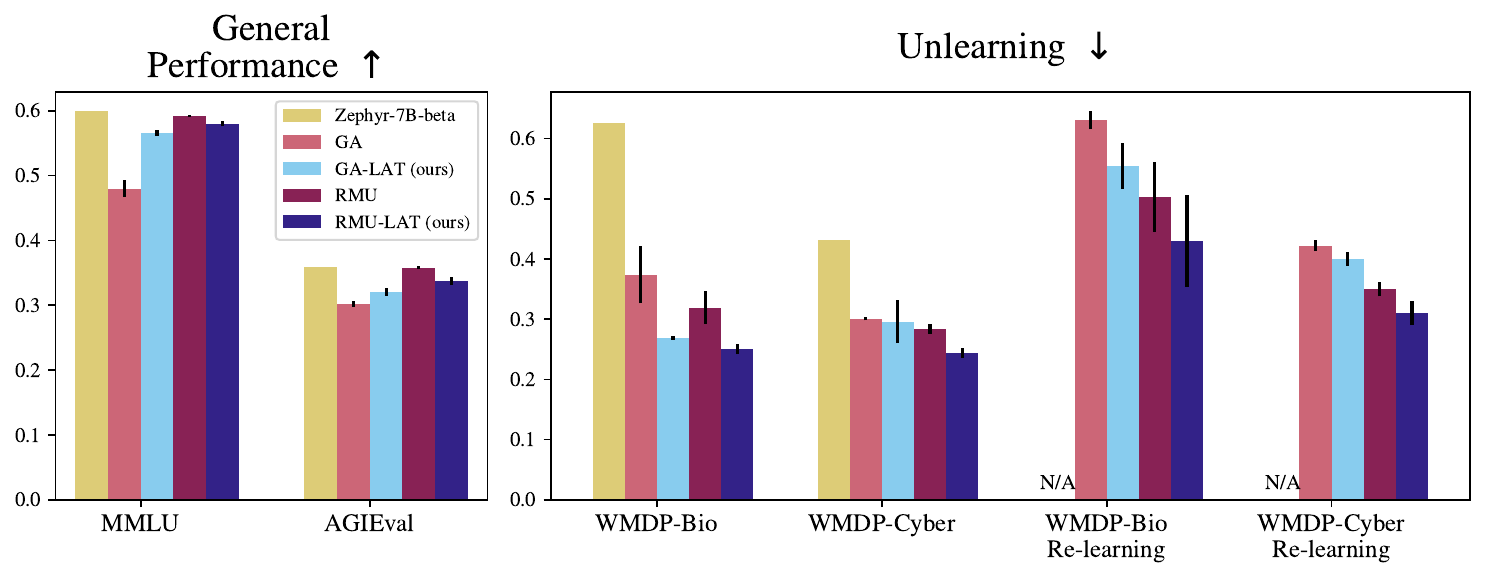 General
Performance ↑
0.6
0.5
0.4
0.3
0.2
0.1
0.0
Zephyr-7B-beta
GA
GA-LAT (ours)
RMU
RMU-LAT (ours)
MMLU
AGIEval
Unlearning ↓
0.6
0.5
0.4
0.3
0.2
0.1
0.0
N/A
N/A
WMDP-Bio
WMDP-Cyber
WMDP-Bio
Re-learning
WMDP-Cyber
Re-learning